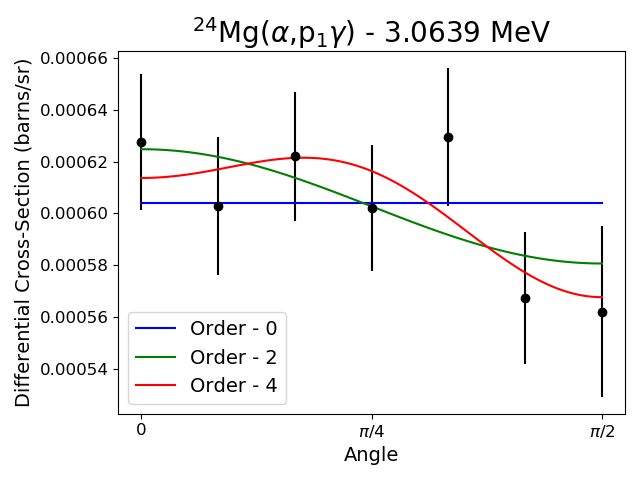 ²⁴Mg(α,p₁γ) - 3.0639 MeV
Differential Cross-Section (barns/sr)
0.00066
0.00064
0.00062
0.00060
0.00058
0.00056
0.00054
Order - 0
Order - 2
Order - 4
0 π/4 π/2
Angle